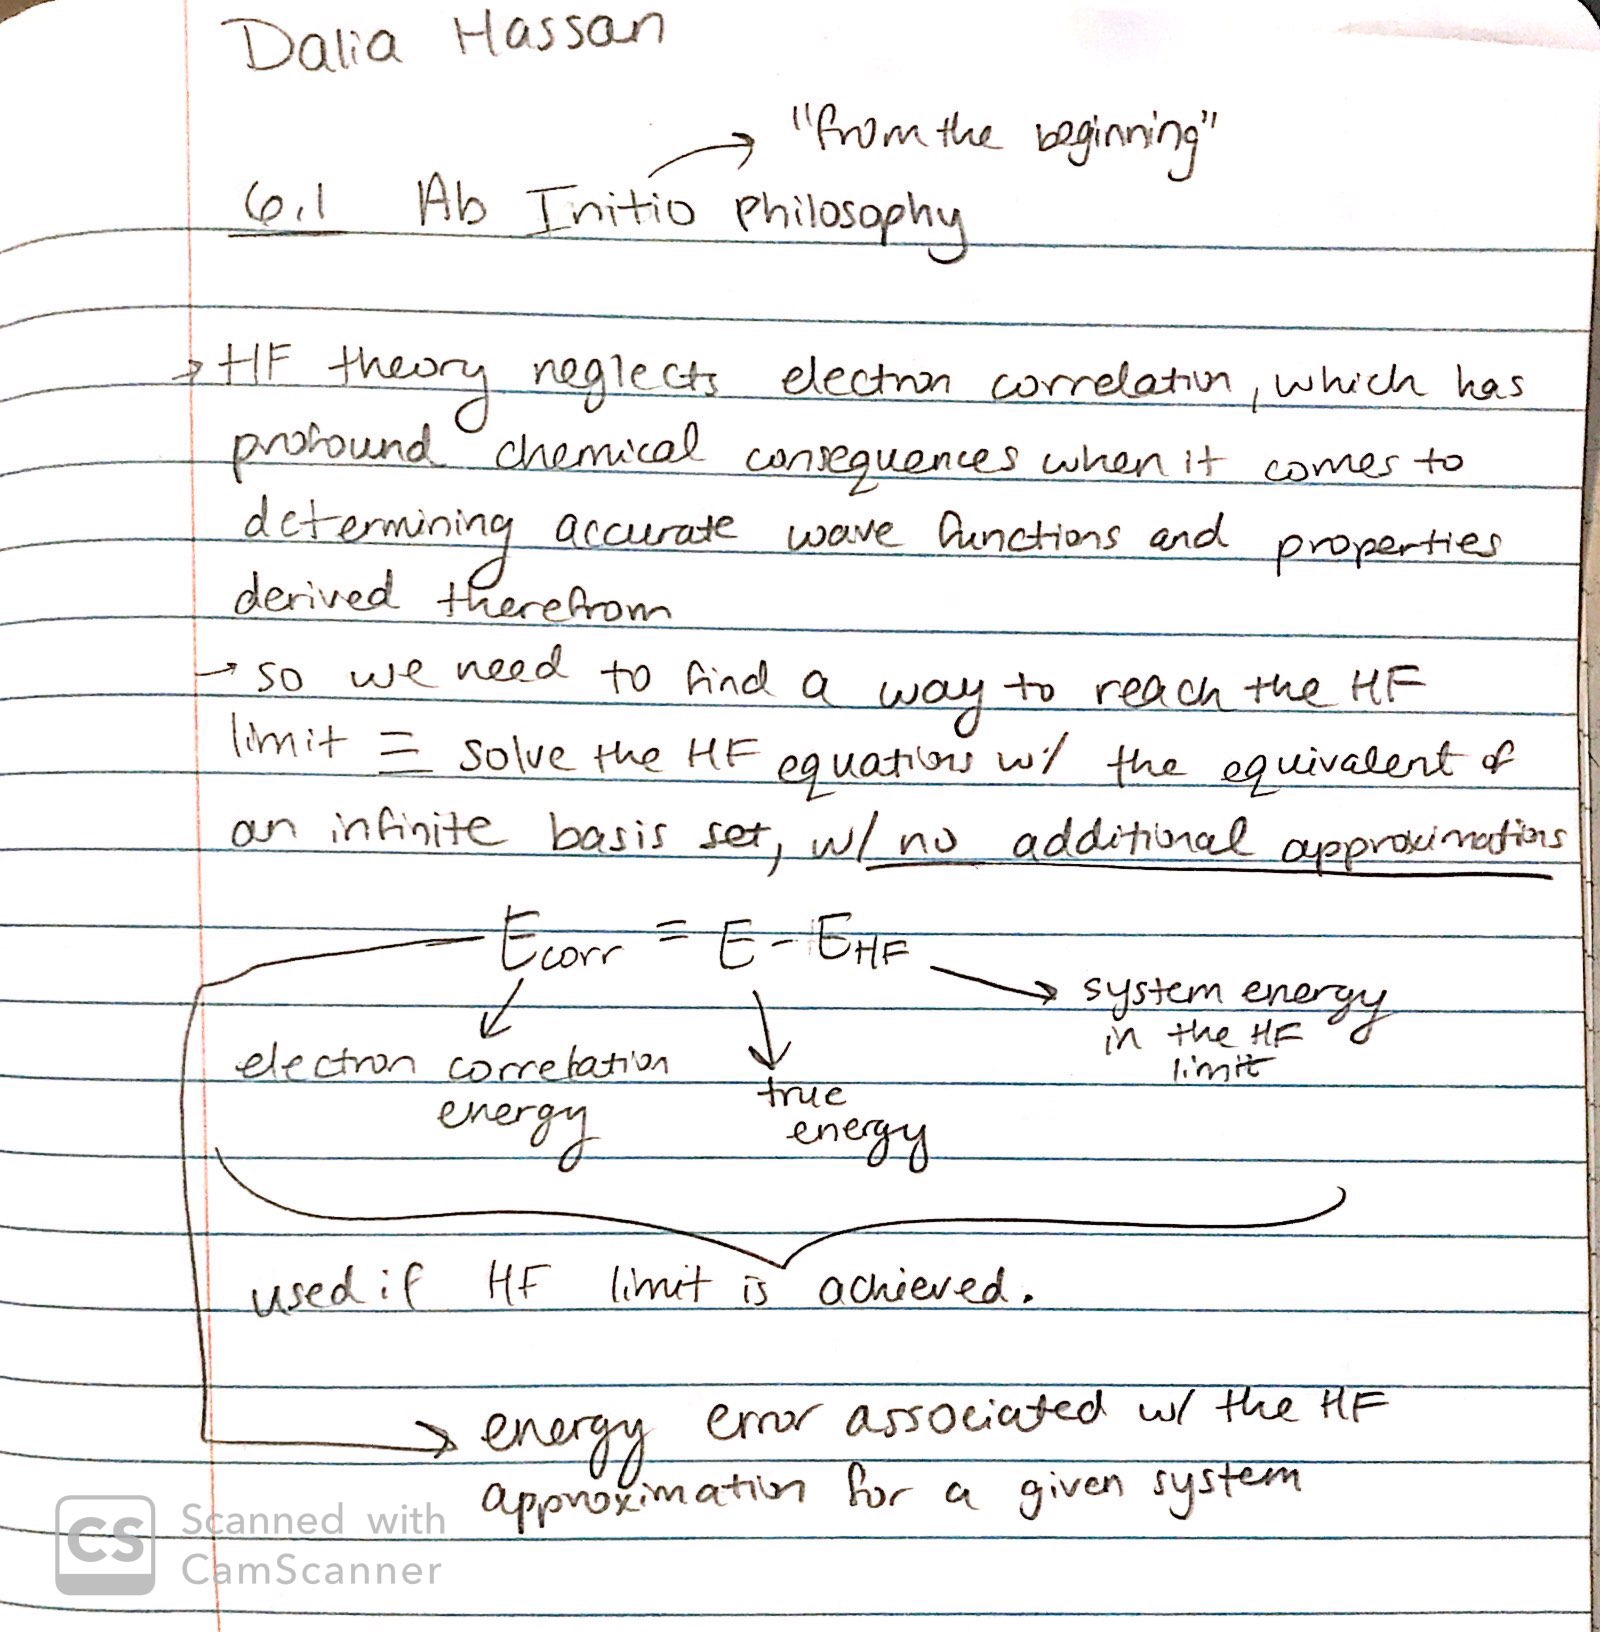 Dalia Hassan
"from the beginning"
6.1 Ab Initio Philosophy
→ HF theory neglects electron correlation, which has
profound chemical consequences when it comes to
determining accurate wave functions and properties
derived therefrom
→ so we need to find a way to reach the HF
limit ≡ solve the HF equations w/ the equivalent of
an infinite basis set, w/ no additional approximations
Ecorr = E - EHF
system energy
in the HF
limit
electron correlation
energy
true
energy
used if HF limit is achieved.
energy error associated w/ the HF
approximation for a given system
CS Scanned with
CamScanner